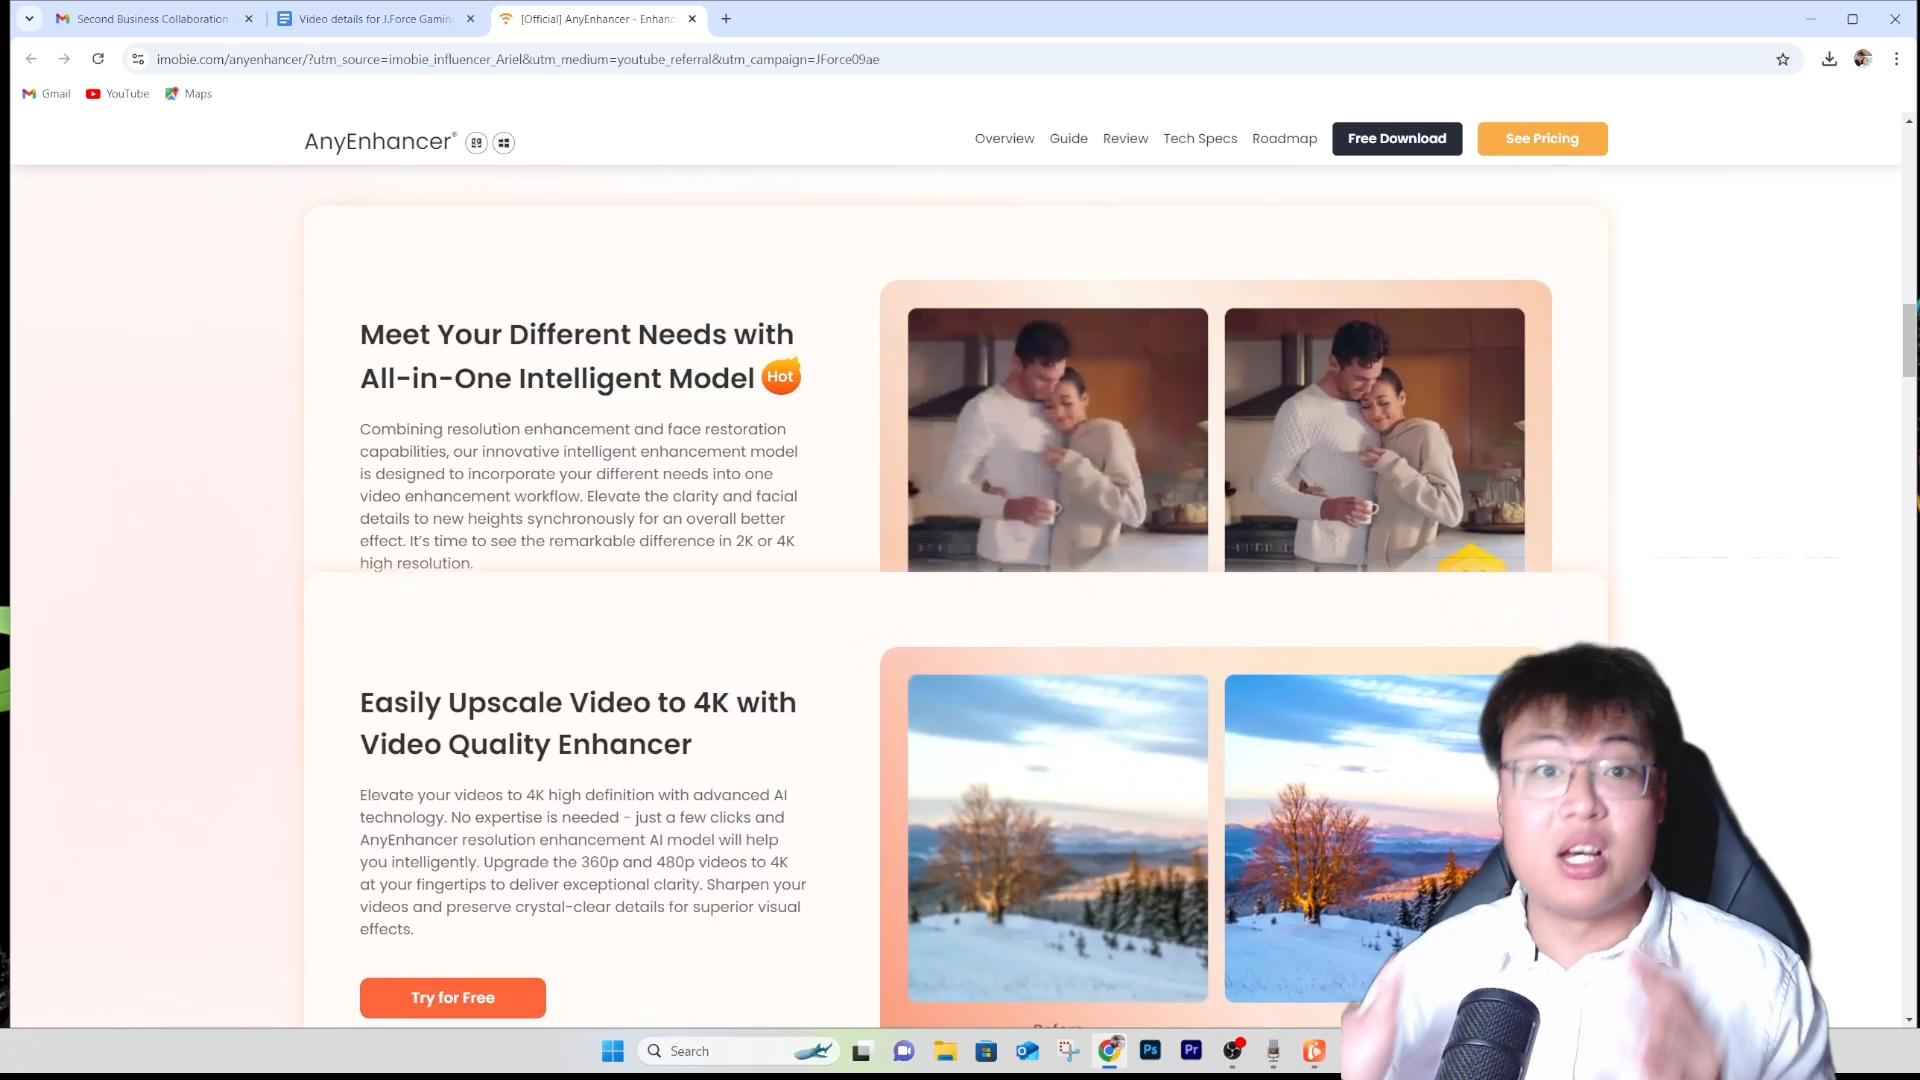 Second Business Collaboration
Video details for J.Force Gaming
[Official] AnyEnhancer - Enhanc
imobie.com/anyenhancer/?utm_source=imobie_influencer_Ariel&utm_medium=youtube_referral&utm_campaign=JForce09ae
Gmail YouTube Maps
AnyEnhancer
Overview Guide Review Tech Specs Roadmap Free Download See Pricing
Meet Your Different Needs with
All-in-One Intelligent Model Hot
Combining resolution enhancement and face restoration
capabilities, our innovative intelligent enhancement model
is designed to incorporate your different needs into one
video enhancement workflow. Elevate the clarity and facial
details to new heights synchronously for an overall better
effect. It's time to see the remarkable difference in 2K or 4K
high resolution.
Easily Upscale Video to 4K with
Video Quality Enhancer
Elevate your videos to 4K high definition with advanced AI
technology. No expertise is needed - just a few clicks and
AnyEnhancer resolution enhancement AI model will help
you intelligently. Upgrade the 360p and 480p videos to 4K
at your fingertips to deliver exceptional clarity. Sharpen your
videos and preserve crystal-clear details for superior visual
effects.
Try for Free
Search
Ps
Pr